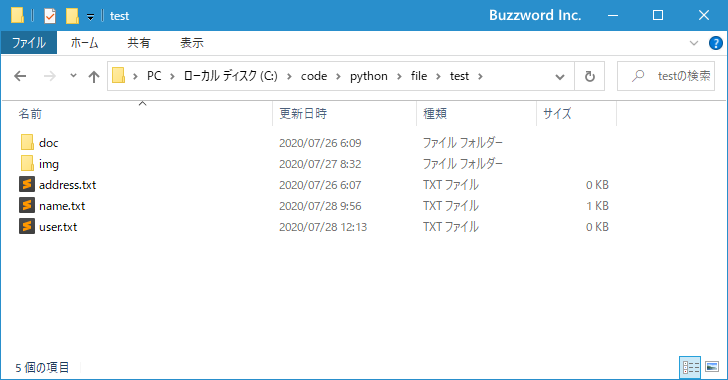 test Buzzword Inc.
ファイル ホーム 共有 表示
PC › ローカル ディスク (C:) › code › python › file › test › testの検索
名前 更新日時 種類 サイズ
doc 2020/07/26 6:09 ファイル フォルダー
img 2020/07/27 8:32 ファイル フォルダー
address.txt 2020/07/26 6:07 TXT ファイル 0 KB
name.txt 2020/07/28 9:56 TXT ファイル 1 KB
user.txt 2020/07/28 12:13 TXT ファイル 0 KB
5 個の項目